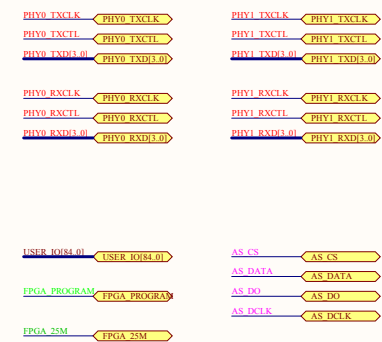 PHY0_TXCLK PHY0_TXCLK PHY1_TXCLK PHY1_TXCLK
PHY0_TXCTL PHY0_TXCTL PHY1_TXCTL PHY1_TXCTL
PHY0_TXD[3..0] PHY0_TXD[3..0] PHY1_TXD[3..0] PHY1_TXD[3..0]
PHY0_RXCLK PHY0_RXCLK PHY1_RXCLK PHY1_RXCLK
PHY0_RXCTL PHY0_RXCTL PHY1_RXCTL PHY1_RXCTL
PHY0_RXD[3..0] PHY0_RXD[3..0] PHY1_RXD[3..0] PHY1_RXD[3..0]
USER_IO[84..0] USER_IO[84..0] AS_CS AS_CS
AS_DATA AS_DATA
FPGA_PROGRAM FPGA_PROGRAM AS_DO AS_DO
AS_DCLK AS_DCLK
FPGA_25M FPGA_25M